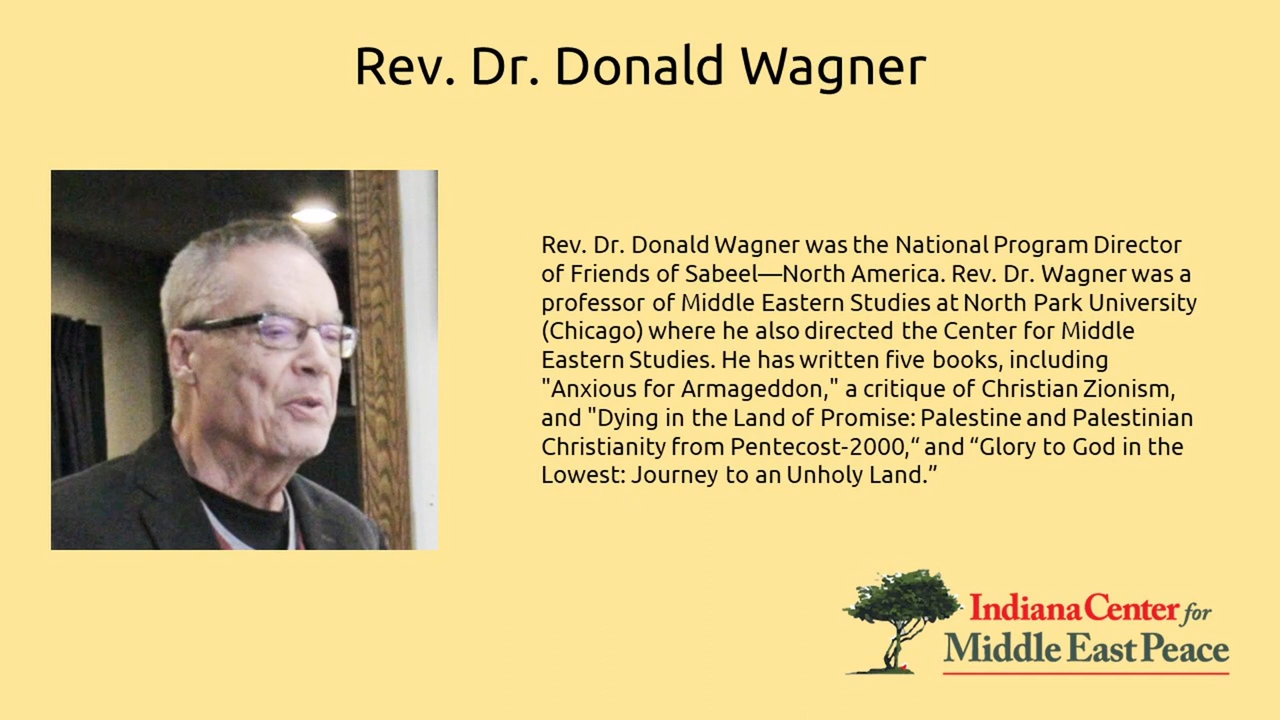 Rev. Dr. Donald Wagner
Rev. Dr. Donald Wagner was the National Program Director
of Friends of Sabeel—North America. Rev. Dr. Wagner was a
professor of Middle Eastern Studies at North Park University
(Chicago) where he also directed the Center for Middle
Eastern Studies. He has written five books, including
"Anxious for Armageddon," a critique of Christian Zionism,
and "Dying in the Land of Promise: Palestine and Palestinian
Christianity from Pentecost-2000,“ and “Glory to God in the
Lowest: Journey to an Unholy Land.”
Indiana Center for
Middle East Peace